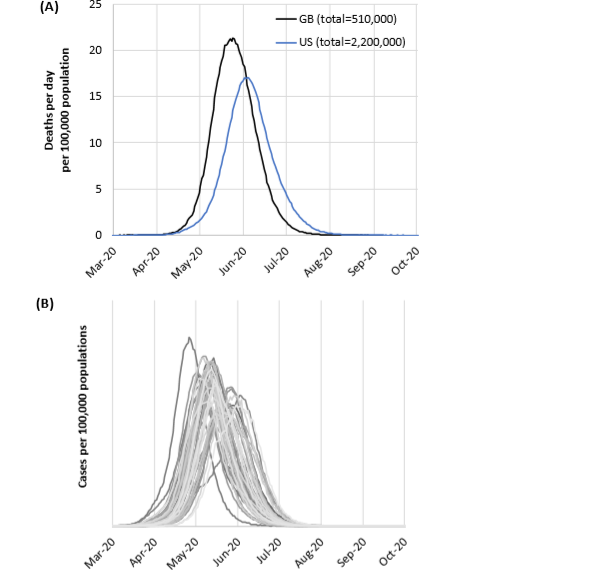 (A)
25
20
15
10
5
0
Deaths per day
per 100,000 population
GB (total=510,000)
US (total=2,200,000)
Mar-20
Apr-20
May-20
Jun-20
Jul-20
Aug-20
Sep-20
Oct-20
(B)
Cases per 100,000 populations
Mar-20
Apr-20
May-20
Jun-20
Jul-20
Aug-20
Sep-20
Oct-20